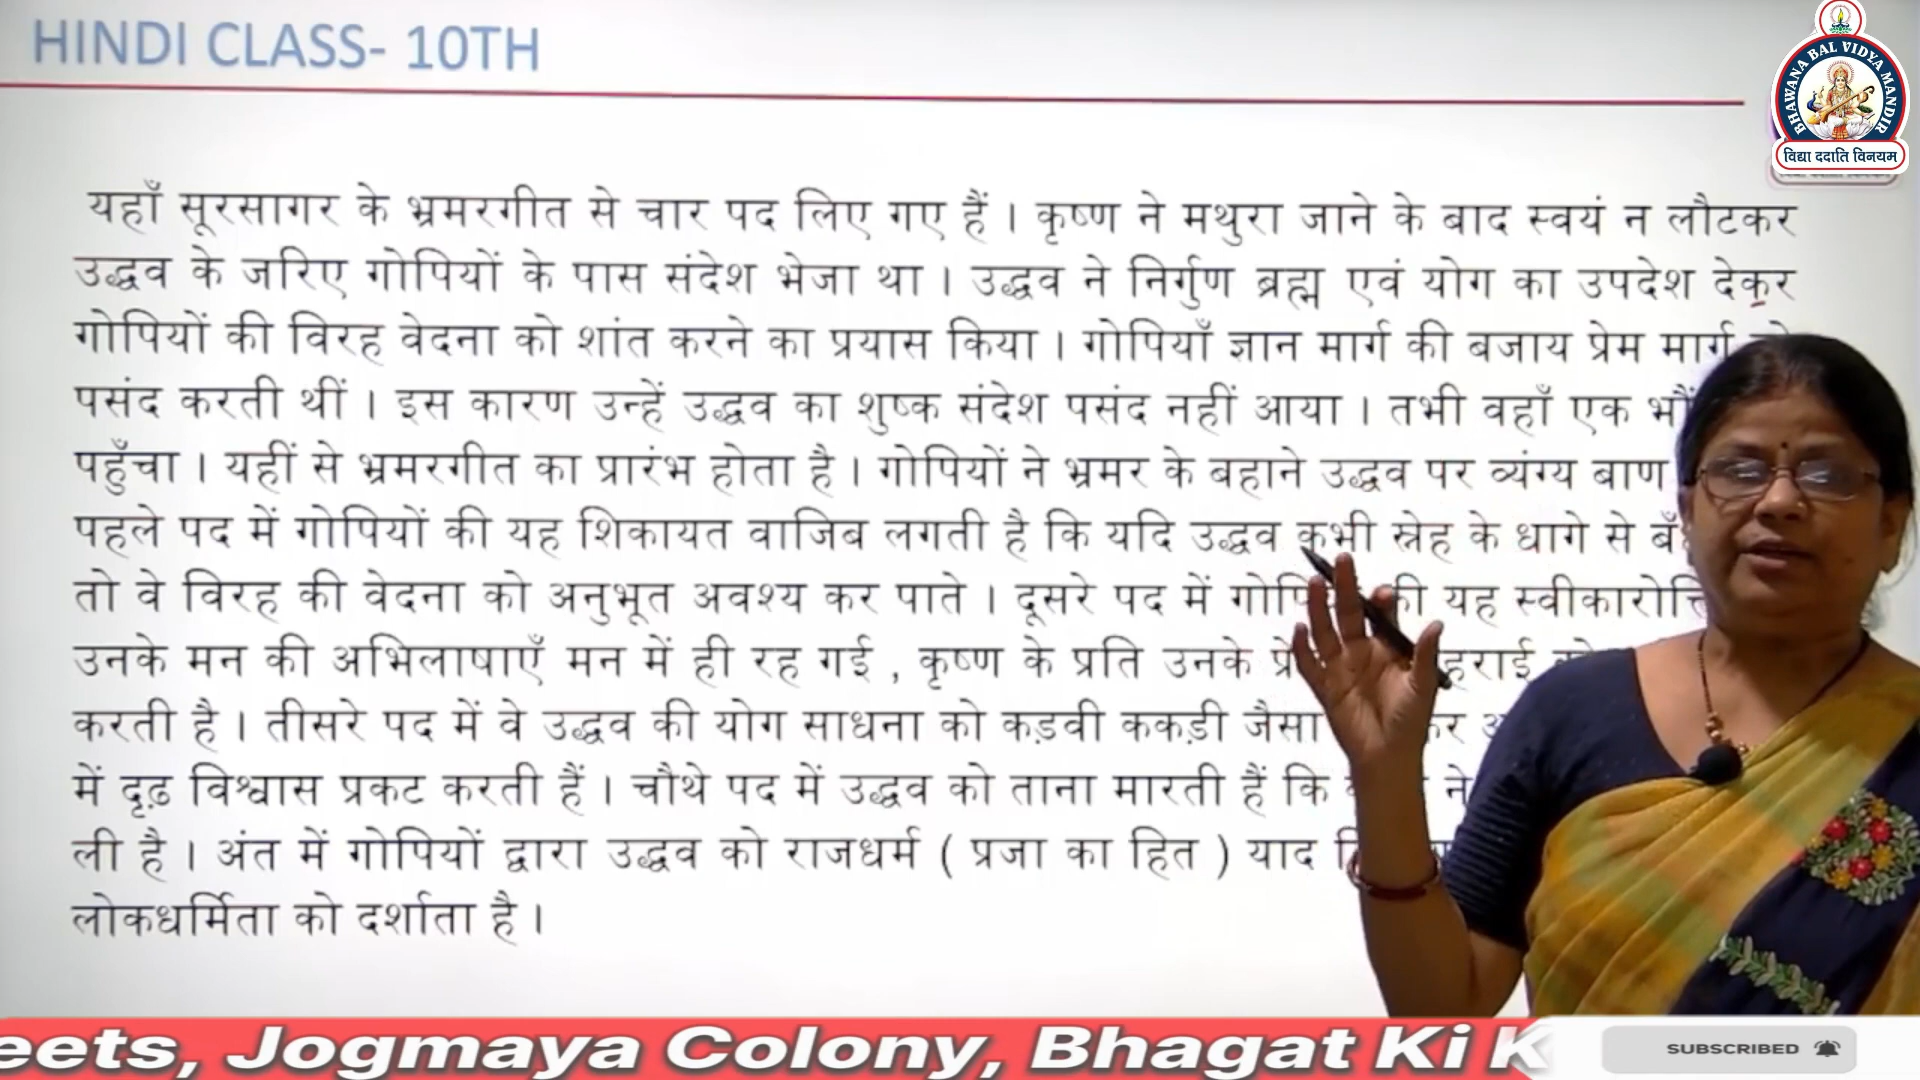 HINDI CLASS- 10TH
BHAWANA BAL VIDYA MANDIR
विद्या ददाति विनयम
यहाँ सूरसागर के भ्रमरगीत से चार पद लिए गए हैं । कृष्ण ने मथुरा जाने के बाद स्वयं न लौटकर
उद्धव के जरिए गोपियों के पास संदेश भेजा था । उद्धव ने निर्गुण ब्रह्म एवं योग का उपदेश देकर
गोपियों की विरह वेदना को शांत करने का प्रयास किया । गोपियाँ ज्ञान मार्ग की बजाय प्रेम मार्ग
पसंद करती थीं । इस कारण उन्हें उद्धव का शुष्क संदेश पसंद नहीं आया । तभी वहाँ एक
पहुँचा । यहीं से भ्रमरगीत का प्रारंभ होता है । गोपियों ने भ्रमर के बहाने उद्धव पर व्यंग्य बाण
पहले पद में गोपियों की यह शिकायत वाजिब लगती है कि यदि उद्धव कभी स्नेह के धागे से
तो वे विरह की वेदना को अनुभूत अवश्य कर पाते । दूसरे पद में की यह
उनके मन की अभिलाषाएँ मन में ही रह गई , कृष्ण के प्रति उनके
करती है । तीसरे पद में वे उद्धव की योग साधना को कड़वी ककड़ी जैसा
में दृढ़ विश्वास प्रकट करती हैं । चौथे पद में उद्धव को ताना मारती हैं कि ने
ली है । अंत में गोपियों द्वारा उद्धव को राजधर्म ( प्रजा का हित ) याद
लोकधर्मिता को दर्शाता है ।
eets, Jogmaya Colony, Bhagat Ki K
SUBSCRIBED